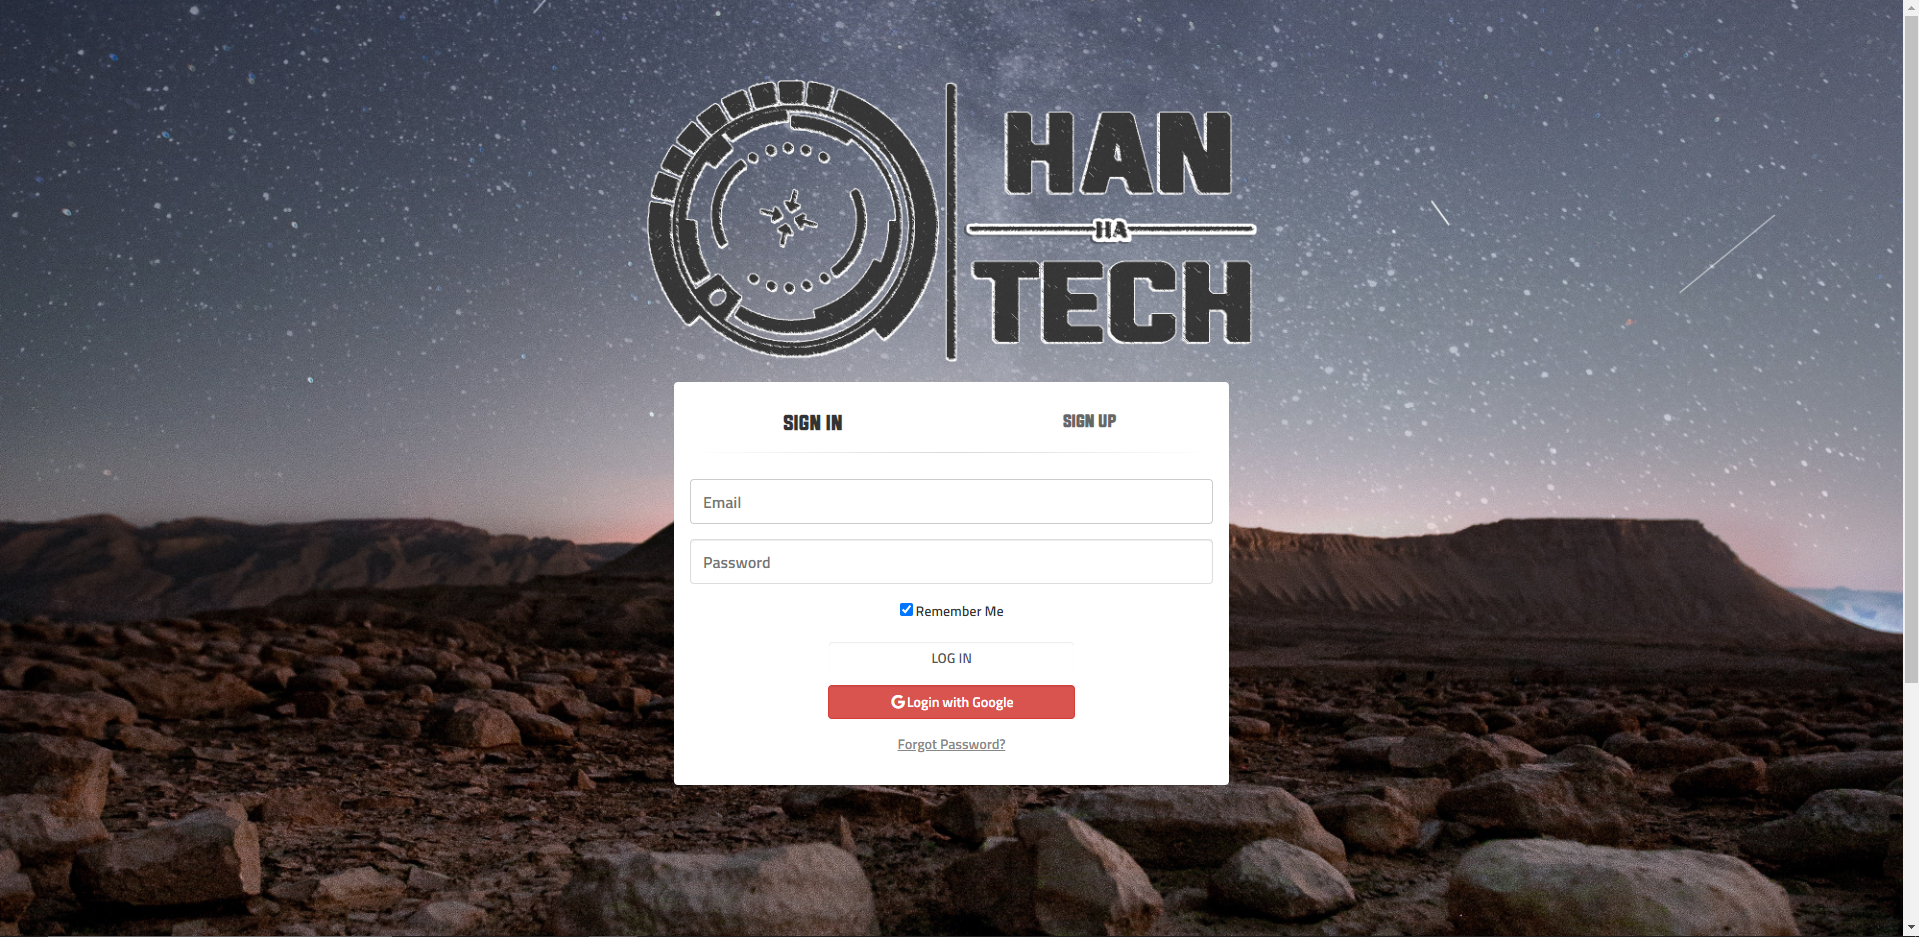 HAN
HA
TECH
SIGN IN
SIGN UP
Email
Password
Remember Me
LOG IN
Login with Google
Forgot Password?